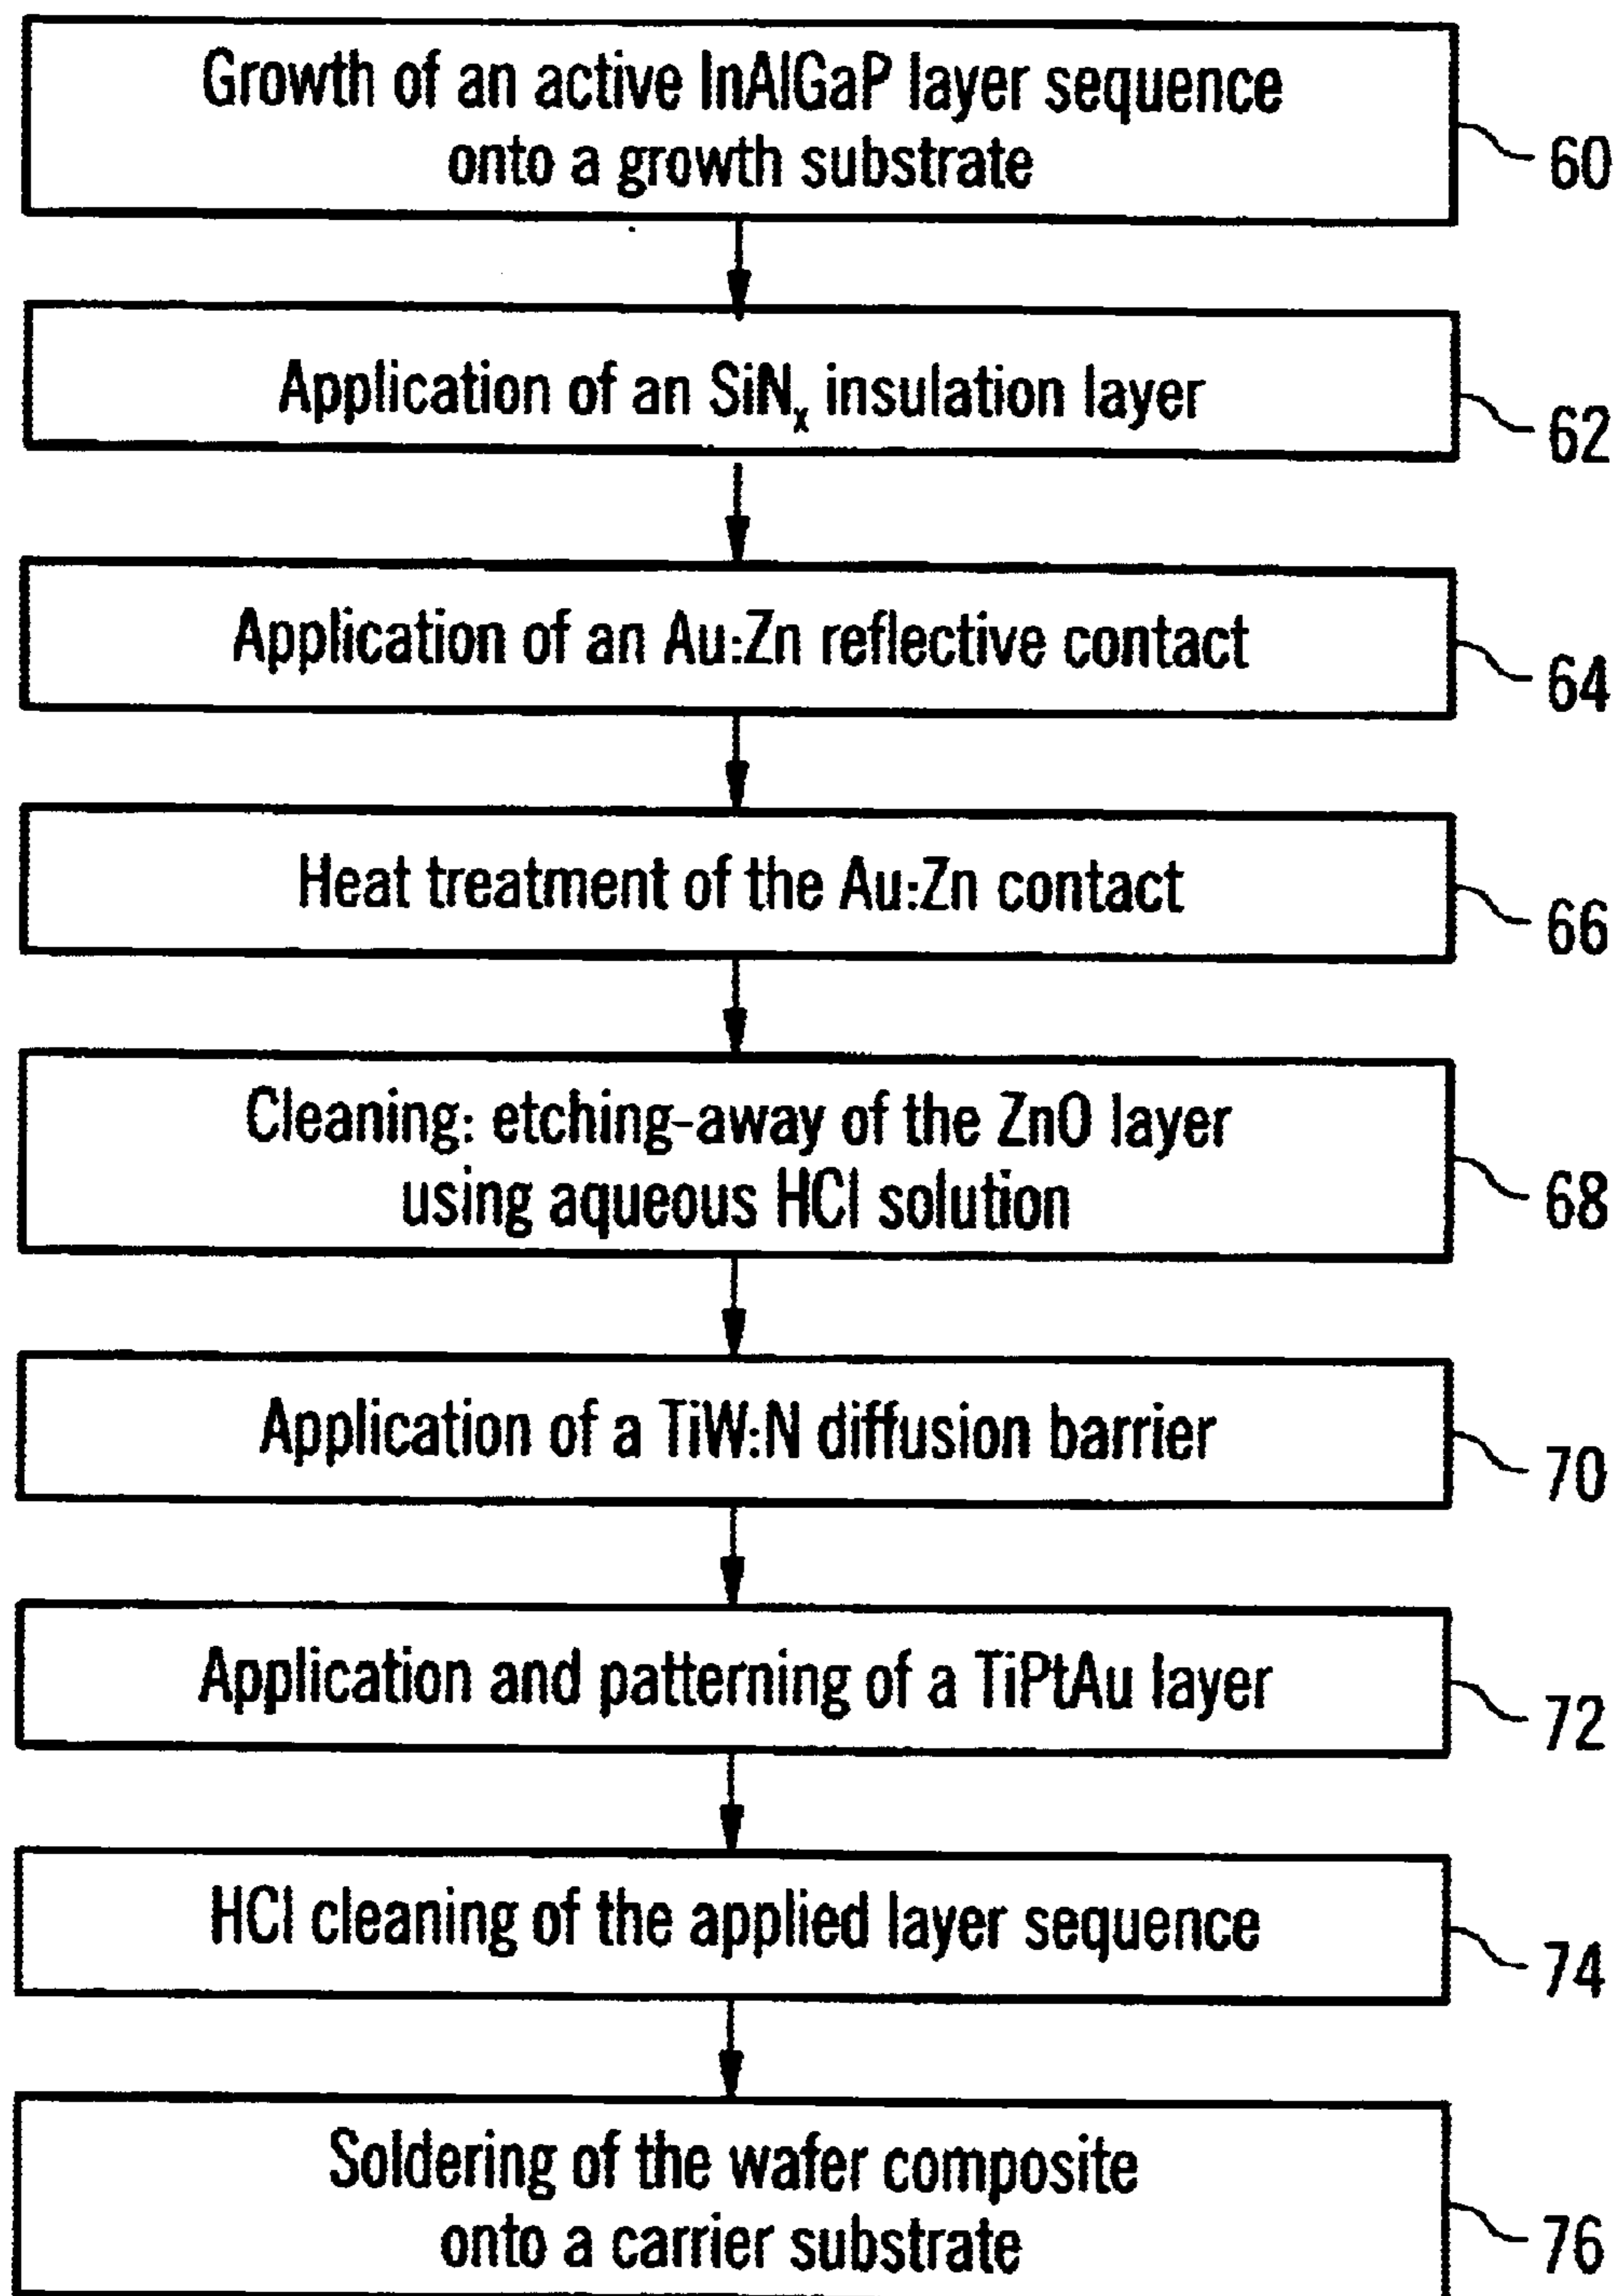 Growth of an active InAlGaP layer sequence
onto a growth substrate
60
Application of an SiNₓ insulation layer
62
Application of an Au:Zn reflective contact
64
Heat treatment of the Au:Zn contact
66
Cleaning: etching-away of the ZnO layer
using aqueous HCl solution
68
Application of a TiW:N diffusion barrier
70
Application and patterning of a TiPtAu layer
72
HCl cleaning of the applied layer sequence
74
Soldering of the wafer composite
onto a carrier substrate
76